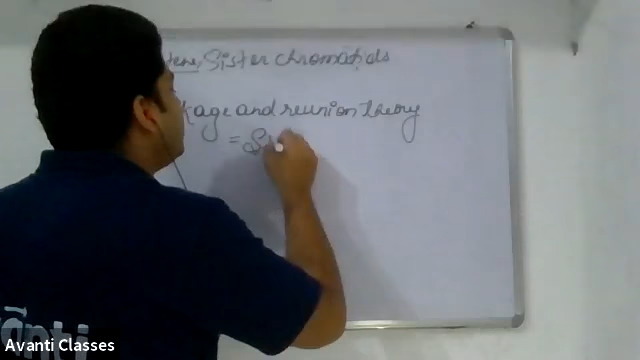 Sister chromatids
kage and reunion theory
= S
Avanti Classes